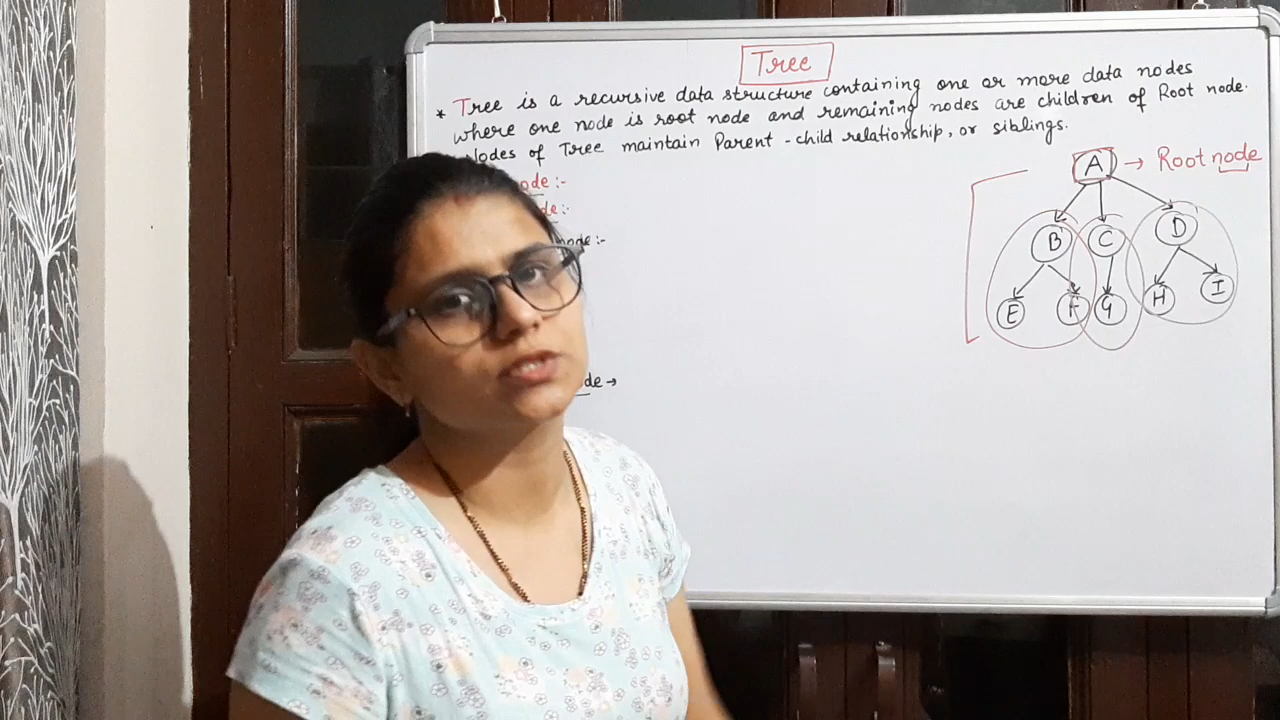 Tree
* Tree is a recursive data structure containing one or more data nodes
where one node is root node and remaining nodes are children of Root node.
Nodes of Tree maintain Parent - child relationship, or siblings.
A → Root node
B C D
E F G H I